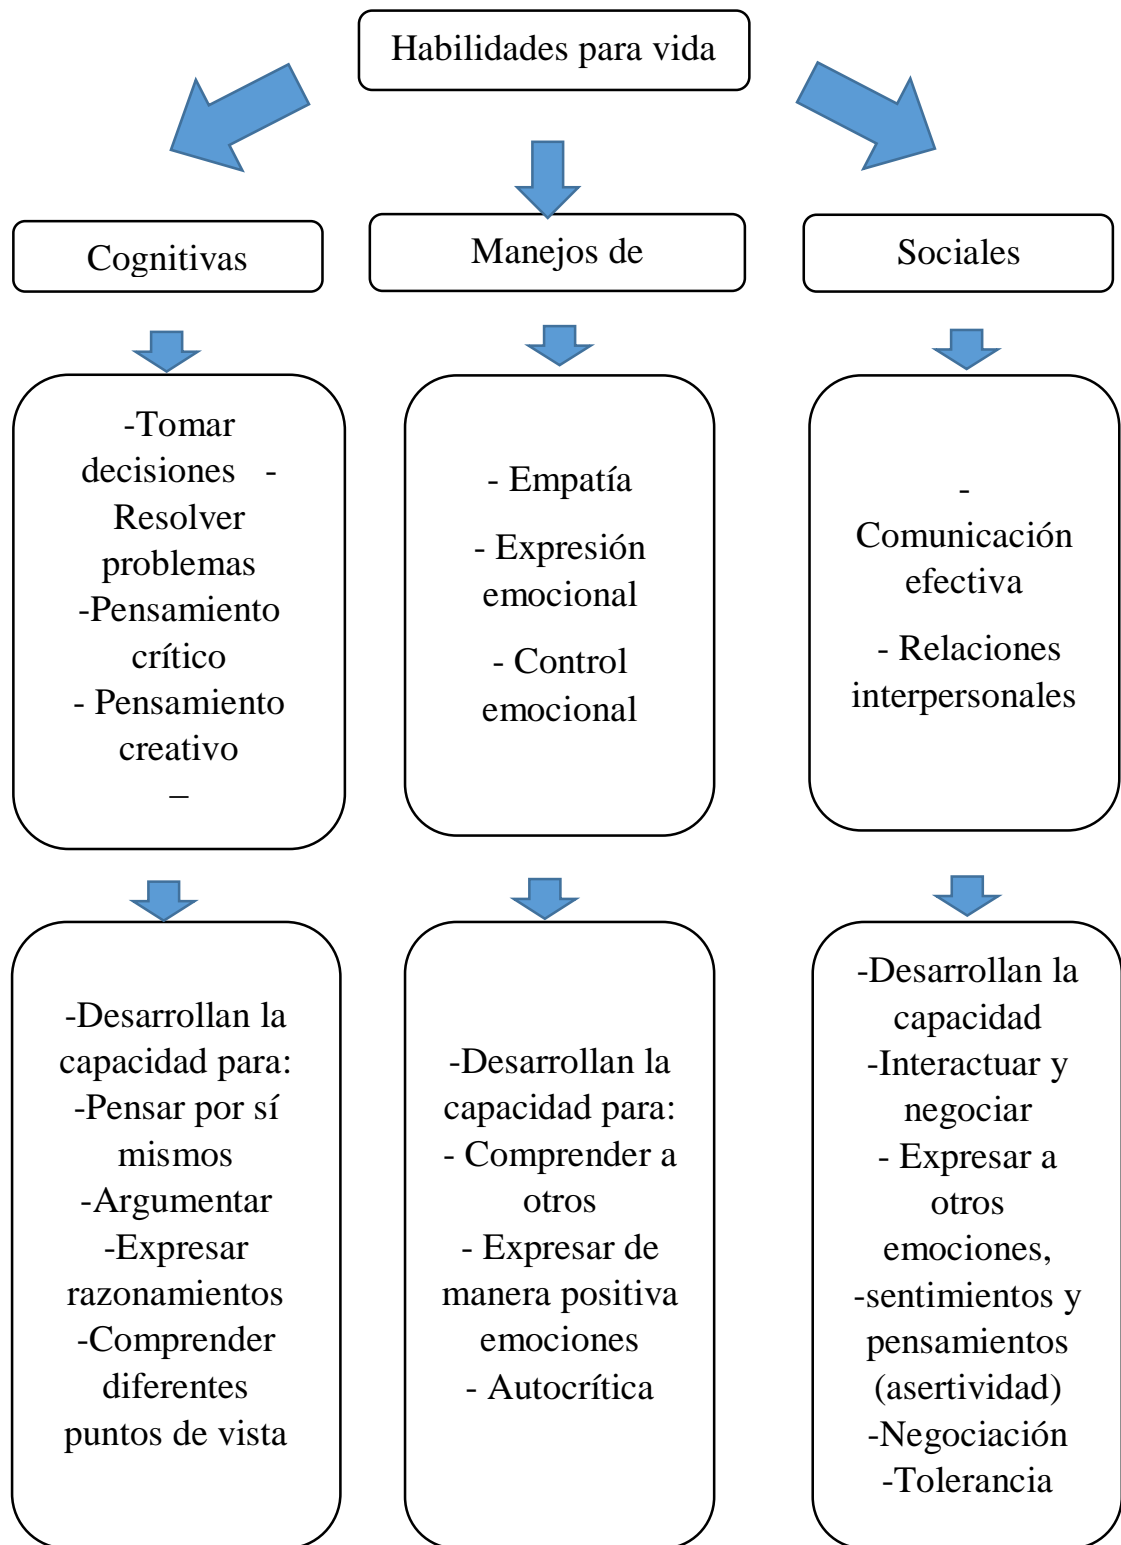 Habilidades para vida
Cognitivas
Manejos de
Sociales
-Tomar
decisiones -
Resolver
problemas
-Pensamiento
crítico
- Pensamiento
creativo
–
- Empatía
- Expresión
emocional
- Control
emocional
-
Comunicación
efectiva
- Relaciones
interpersonales
-Desarrollan la
capacidad para:
-Pensar por sí
mismos
-Argumentar
-Expresar
razonamientos
-Comprender
diferentes
puntos de vista
-Desarrollan la
capacidad para:
- Comprender a
otros
- Expresar de
manera positiva
emociones
- Autocrítica
-Desarrollan la
capacidad
-Interactuar y
negociar
- Expresar a
otros
emociones,
-sentimientos y
pensamientos
(asertividad)
-Negociación
-Tolerancia